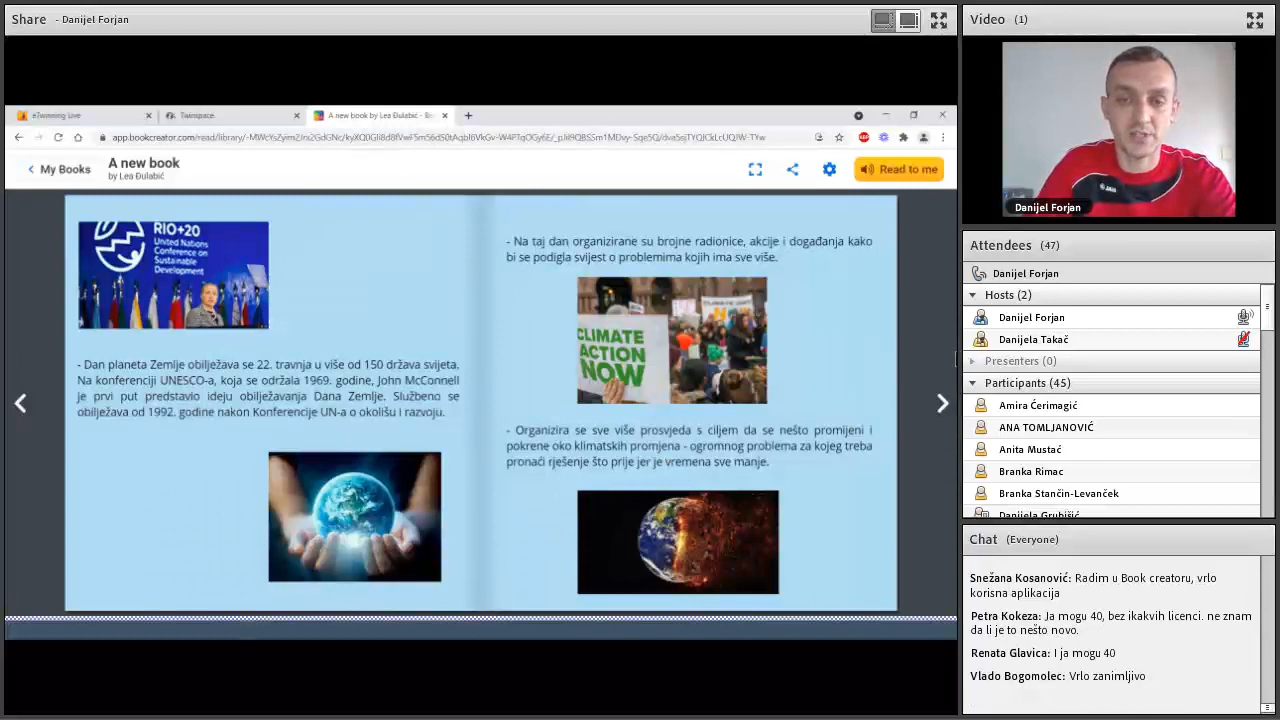 Share - Danijel Forjan
eTwinning Live
Twinspace
A new book by Lea Đulabić - Bo
My Books
A new book
by Lea Đulabić
Read to me
RIO+20
United Nations
Conference on
Sustainable
Development
- Dan planeta Zemlje obilježava se 22. travnja u više od 150 država svijeta.
Na konferenciji UNESCO-a, koja se održala 1969. godine, John McConnell
je prvi put predstavio ideju obilježavanja Dana Zemlje. Službeno se
obilježava od 1992. godine nakon Konferencije UN-a o okolišu i razvoju.
- Na taj dan organizirane su brojne radionice, akcije i događanja kako
bi se podigla svijest o problemima kojih ima sve više.
CLIMATE
ACTION
NOW
- Organizira se sve više prosvjeda s ciljem da se nešto promijeni i
pokrene oko klimatskih promjena - ogromnog problema za kojeg treba
pronaći rješenje što prije jer je vremena sve manje.
Video (1)
Danijel Forjan
Attendees (47)
Danijel Forjan
Hosts (2)
Danijel Forjan
Danijela Takač
Presenters (0)
Participants (45)
Amira Ćerimagić
ANA TOMLJANOVIĆ
Anita Mustać
Branka Rimac
Branka Stančin-Levanček
Danijela Grubišić
Chat (Everyone)
Snežana Kosanović: Radim u Book creatoru, vrlo
korisna aplikacija
Petra Kokeza: Ja mogu 40, bez ikakvih licenci. ne znam
da li je to nešto novo.
Renata Glavica: I ja mogu 40
Vlado Bogomolec: Vrlo zanimljivo